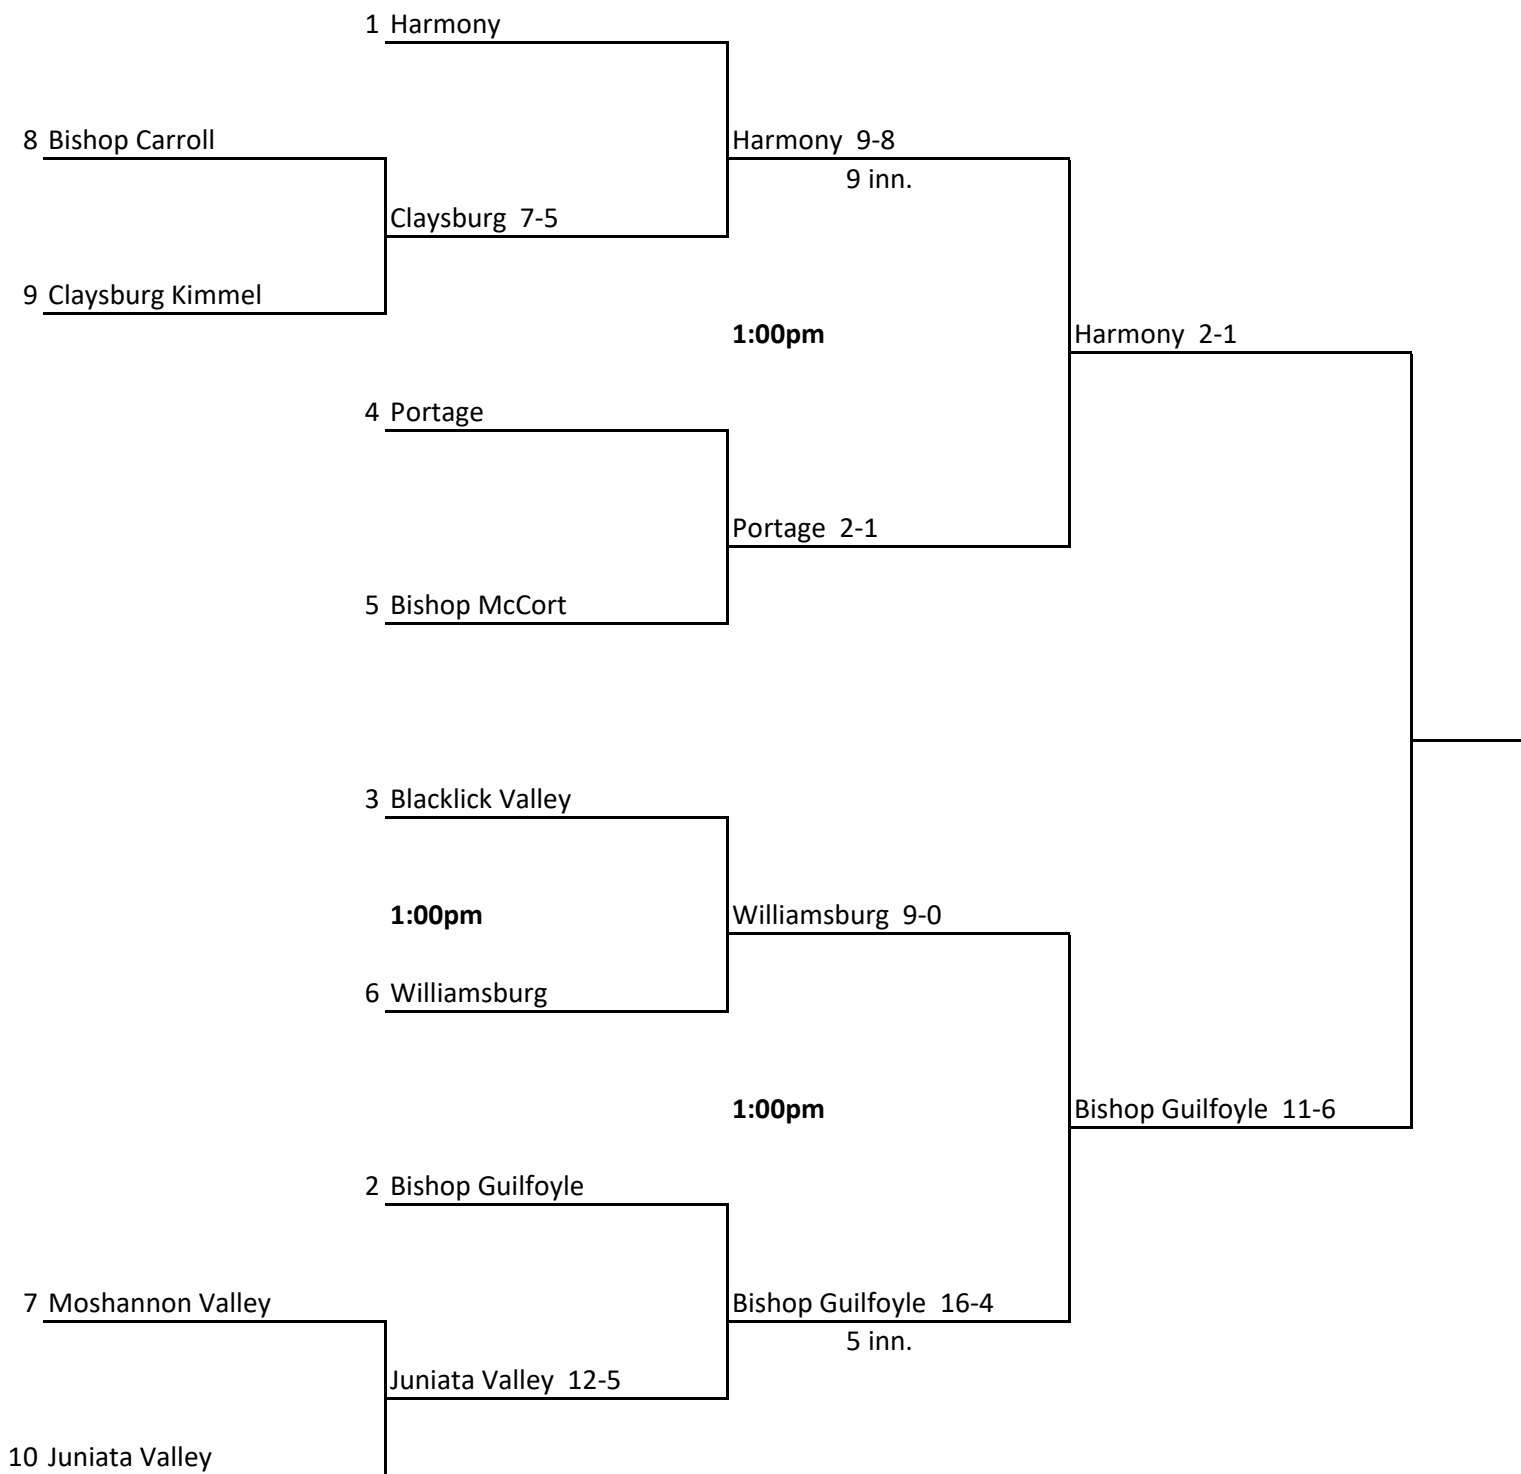 1 Harmony
8 Bishop Carroll
Harmony 9-8
9 inn.
Claysburg 7-5
9 Claysburg Kimmel
1:00pm
Harmony 2-1
4 Portage
Portage 2-1
5 Bishop McCort
3 Blacklick Valley
1:00pm
Williamsburg 9-0
6 Williamsburg
1:00pm
Bishop Guilfoyle 11-6
2 Bishop Guilfoyle
7 Moshannon Valley
Bishop Guilfoyle 16-4
5 inn.
Juniata Valley 12-5
10 Juniata Valley